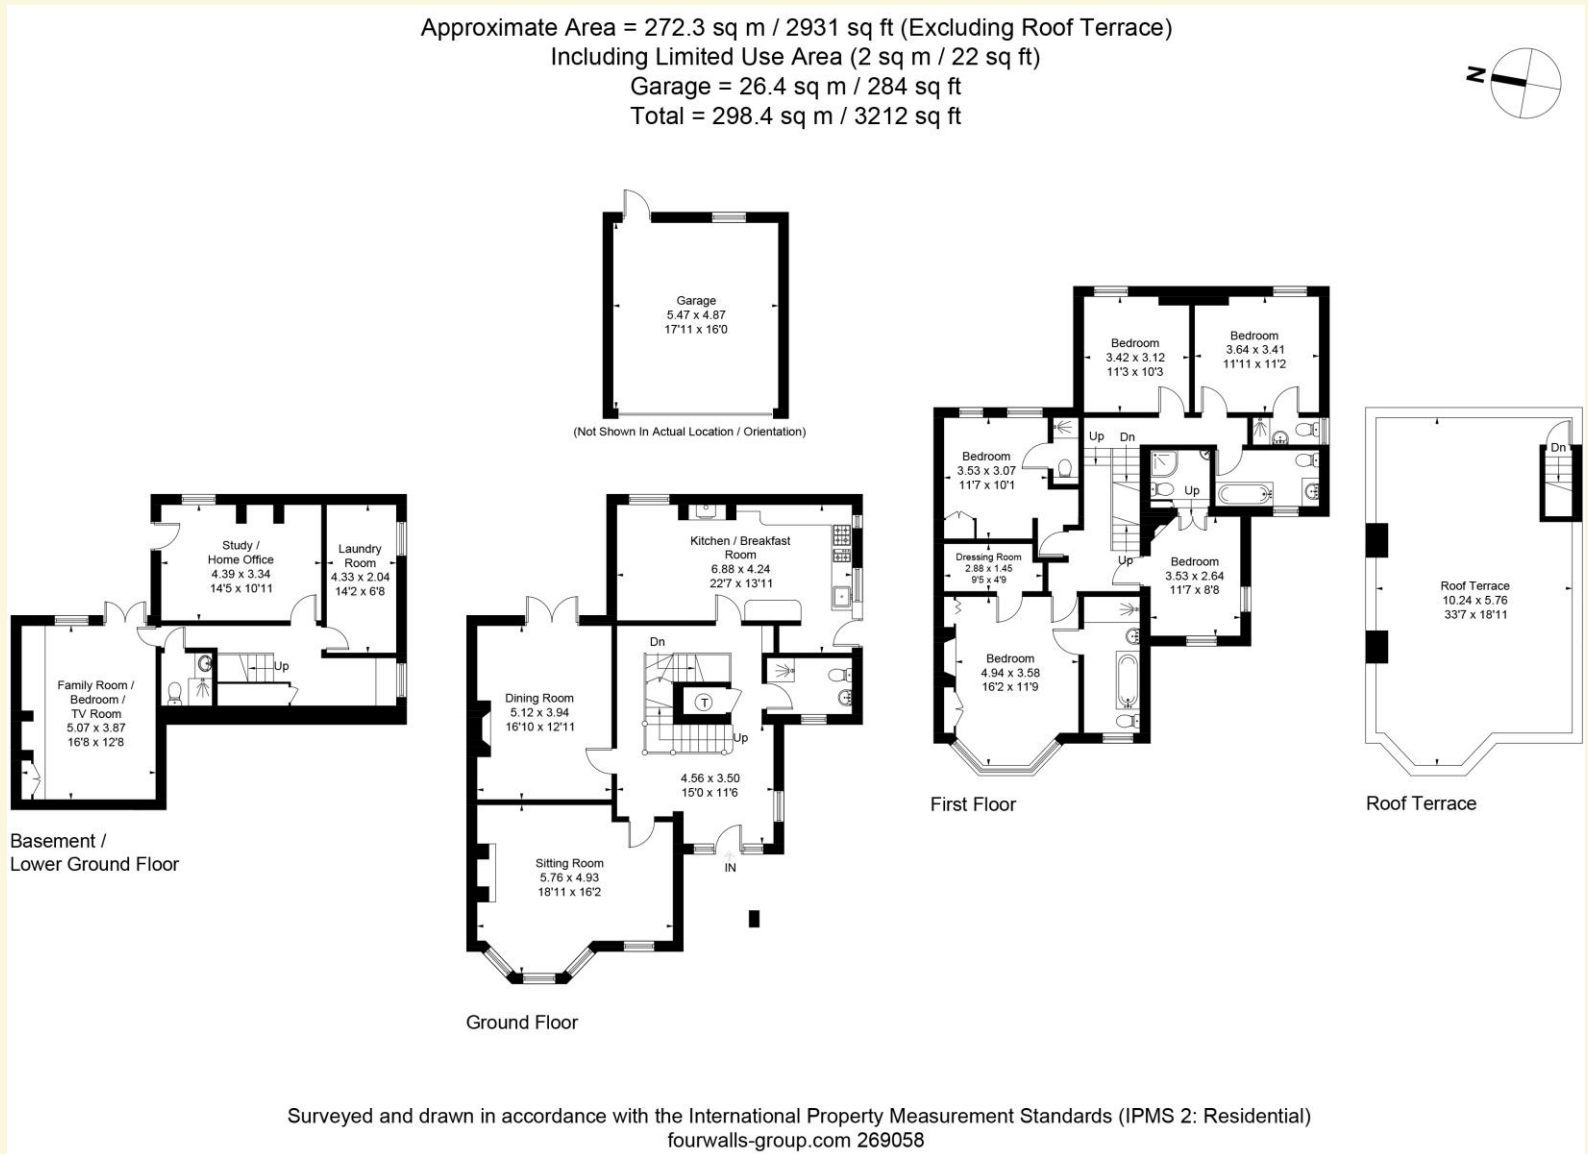 Approximate Area = 272.3 sq m / 2931 sq ft (Excluding Roof Terrace)
Including Limited Use Area (2 sq m / 22 sq ft)
Garage = 26.4 sq m / 284 sq ft
Total = 298.4 sq m / 3212 sq ft
N
Garage
5.47 x 4.87
17'11 x 16'0
(Not Shown In Actual Location / Orientation)
Study /
Home Office
4.39 x 3.34
14'5 x 10'11
Laundry
Room
4.33 x 2.04
14'2 x 6'8
Up
Family Room /
Bedroom /
TV Room
5.07 x 3.87
16'8 x 12'8
Basement /
Lower Ground Floor
Kitchen / Breakfast
Room
6.88 x 4.24
22'7 x 13'11
Dn
T
Up
Dining Room
5.12 x 3.94
16'10 x 12'11
4.56 x 3.50
15'0 x 11'6
Sitting Room
5.76 x 4.93
18'11 x 16'2
IN
Ground Floor
Bedroom
3.42 x 3.12
11'3 x 10'3
Bedroom
3.64 x 3.41
11'11 x 11'2
Up
Dn
Bedroom
3.53 x 3.07
11'7 x 10'1
Up
Dressing Room
2.88 x 1.45
9'5 x 4'9
Up
Bedroom
3.53 x 2.64
11'7 x 8'8
Bedroom
4.94 x 3.58
16'2 x 11'9
First Floor
Dn
Roof Terrace
10.24 x 5.76
33'7 x 18'11
Roof Terrace
Surveyed and drawn in accordance with the International Property Measurement Standards (IPMS 2: Residential)
fourwalls-group.com 269058